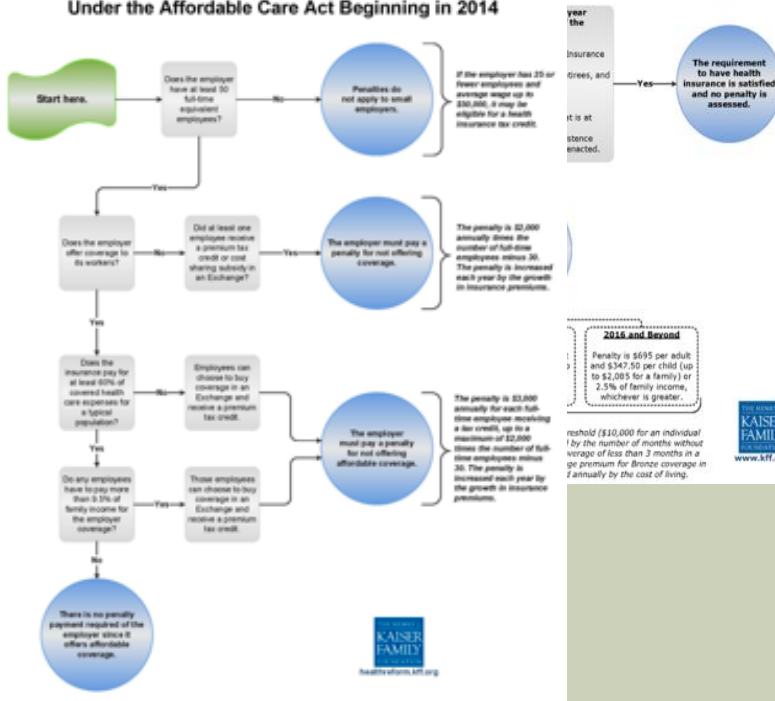 Under the Affordable Care Act Beginning in 2014
Start here.
Does the employer
have at least 50
full-time
equivalent
employees?
No
Penalties do
not apply to small
employers.
If the employer has 25 or
fewer employees and
average wage up to
$50,000, it may be
eligible for a health
insurance tax credit.
Yes
Does the employer
offer coverage to
its workers?
No
Did at least one
employee receive
a premium tax
credit or cost
sharing subsidy in
an Exchange?
Yes
The employer must pay a
penalty for not offering
coverage.
The penalty is $2,000
annually times the
number of full-time
employees minus 30.
The penalty is increased
each year by the growth
in insurance premiums.
Yes
Does the
insurance pay for
at least 60% of
covered health
care expenses for
a typical
population?
No
Employees can
choose to buy
coverage in an
Exchange and
receive a premium
tax credit.
The employer
must pay a penalty
for not offering
affordable coverage.
The penalty is $3,000
annually for each full-
time employee receiving
a tax credit, up to a
maximum of $2,000
times the number of full-
time employees minus
30. The penalty is
increased each year by
the growth in insurance
premiums.
Yes
Do any employees
have to pay more
than 9.5% of
family income for
the employer
coverage?
Yes
Those employees
can choose to buy
coverage in an
Exchange and
receive a premium
tax credit.
No
There is no penalty
payment required of the
employer since it
offers affordable
coverage.
THE HENRY J.
KAISER
FAMILY
FOUNDATION
healthreform.kff.org
year
the
Insurance
tirees, and
t is at
istence
enacted.
Yes
The requirement
to have health
insurance is satisfied
and no penalty is
assessed.
2016 and Beyond
Penalty is $695 per adult
and $347.50 per child (up
to $2,085 for a family) or
2.5% of family income,
whichever is greater.
reshold ($10,000 for an individual
d by the number of months without
verage of less than 3 months in a
ge premium for Bronze coverage in
d annually by the cost of living.
THE HENRY
KAISE
FAMI
FOUNDAT
www.kff.